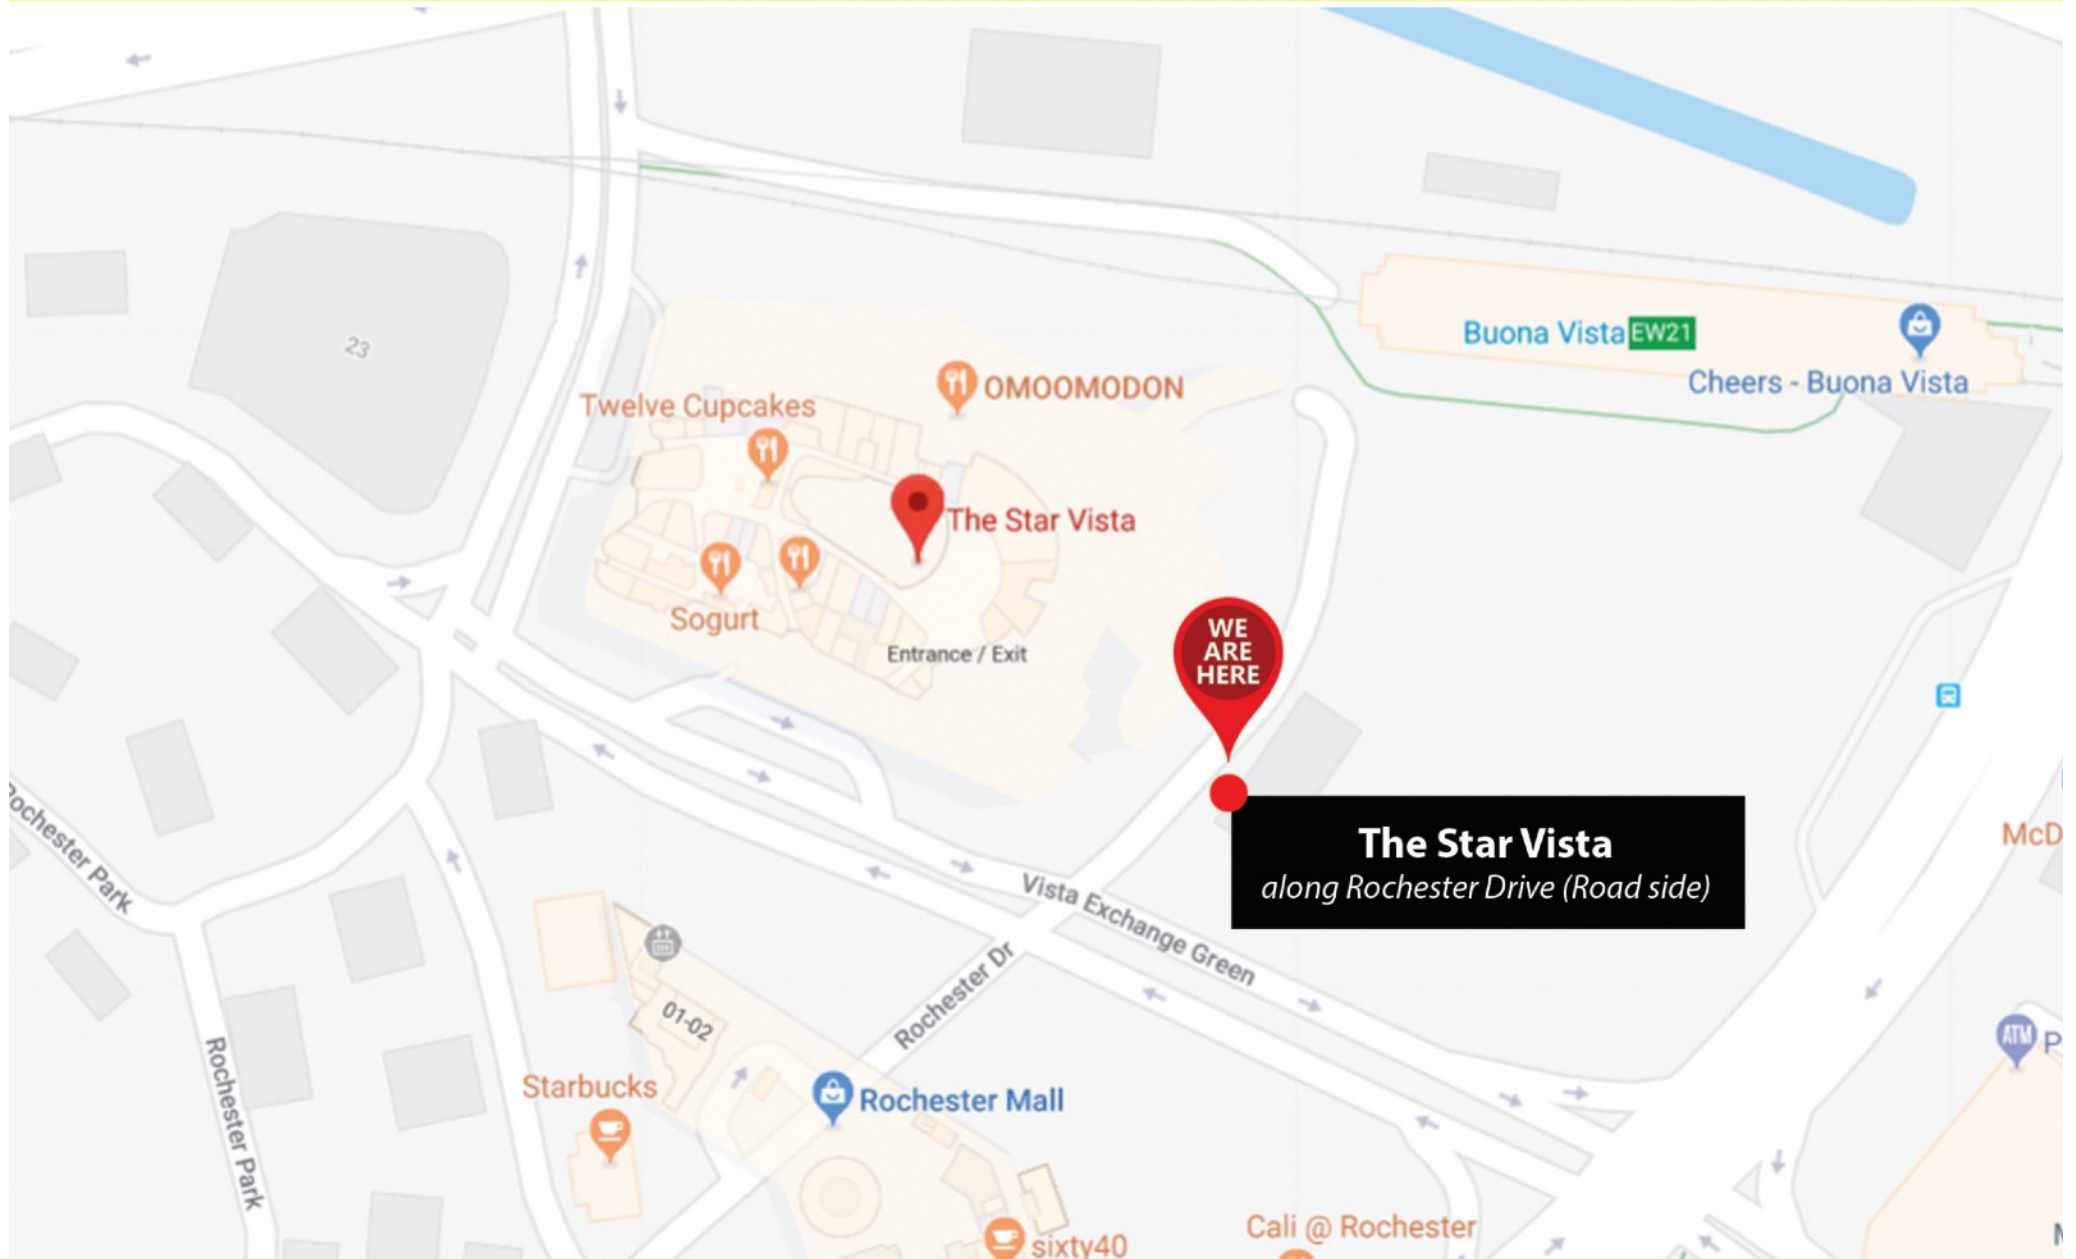 23
Twelve Cupcakes
OMOOMODON
Buona Vista EW21
Cheers - Buona Vista
The Star Vista
Sogurt
Entrance / Exit
WE
ARE
HERE
The Star Vista
along Rochester Drive (Road side)
McD
Rochester Park
Vista Exchange Green
Rochester Dr
01-02
Rochester Park
Starbucks
Rochester Mall
ATM
P
Cali @ Rochester
sixty40